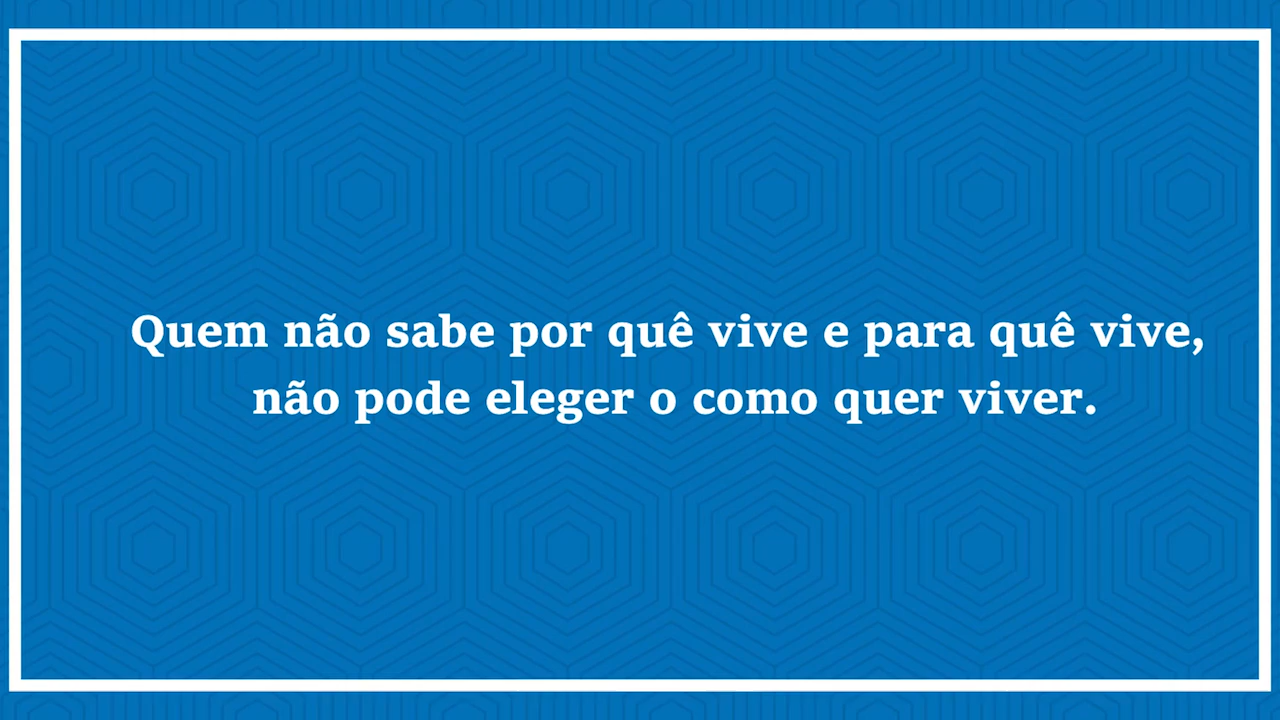 Quem não sabe por quê vive e para quê vive,
não pode eleger o como quer viver.